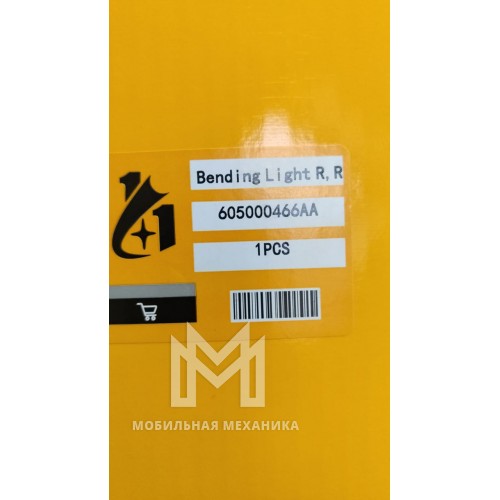 Bending Light R, R
605000466AA
1PCS
МОБИЛЬНАЯ МЕХАНИКА